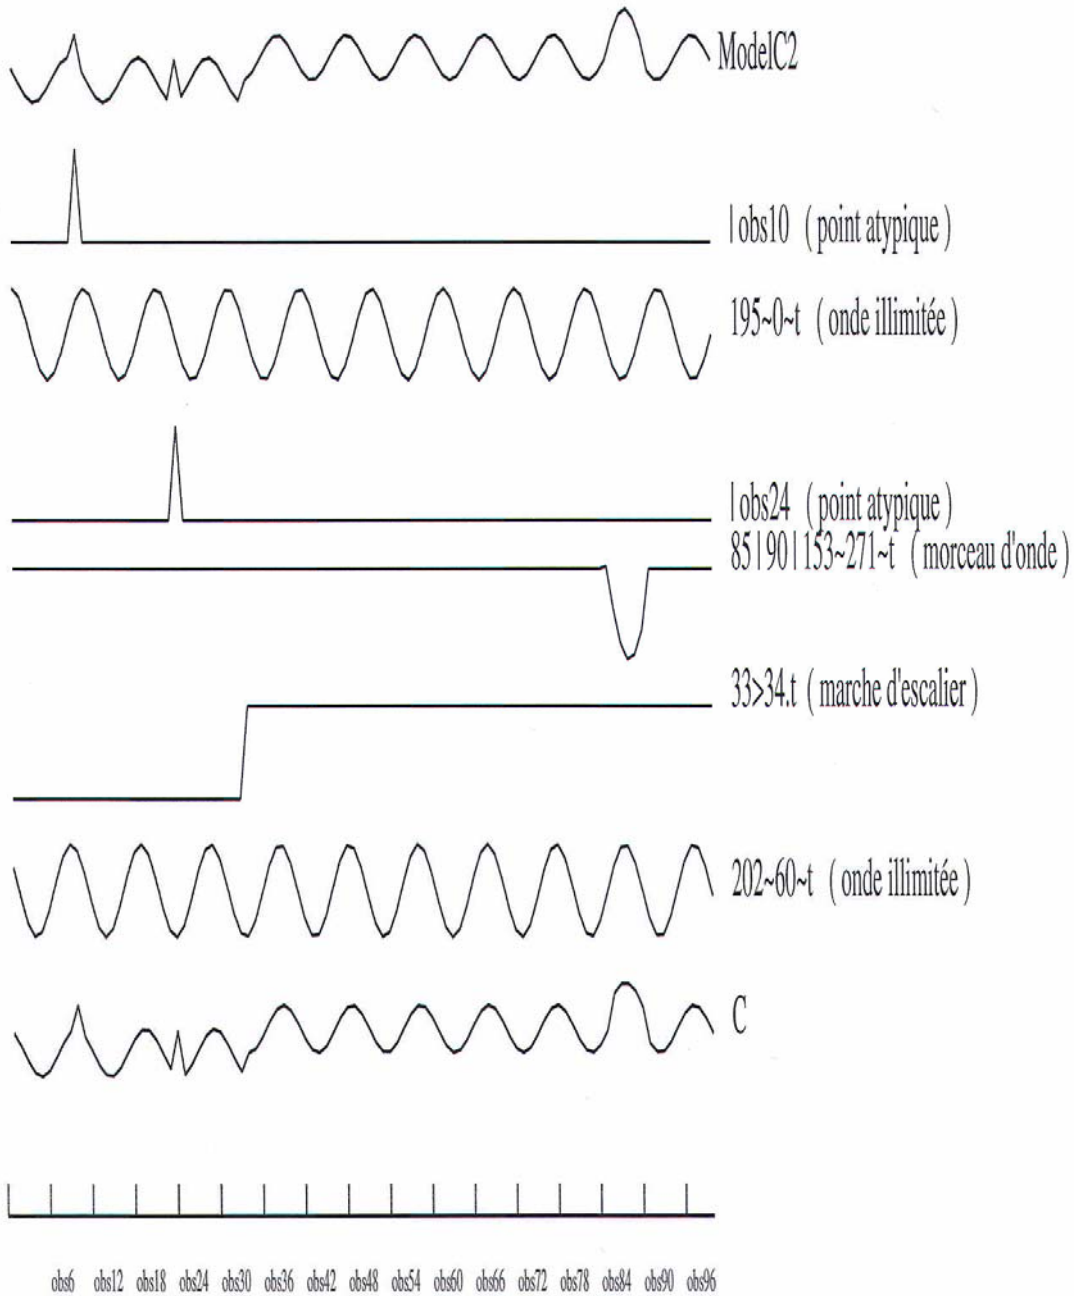 ModelC2
|obs10 ( point atypique )
195~0~t ( onde illimitée )
|obs24 ( point atypique )
85|90|153~271~t ( morceau d'onde )
33>34.t ( marche d'escalier )
202~60~t ( onde illimitée )
C
obs6 obs12 obs18 obs24 obs30 obs36 obs42 obs48 obs54 obs60 obs66 obs72 obs78 obs84 obs90 obs96